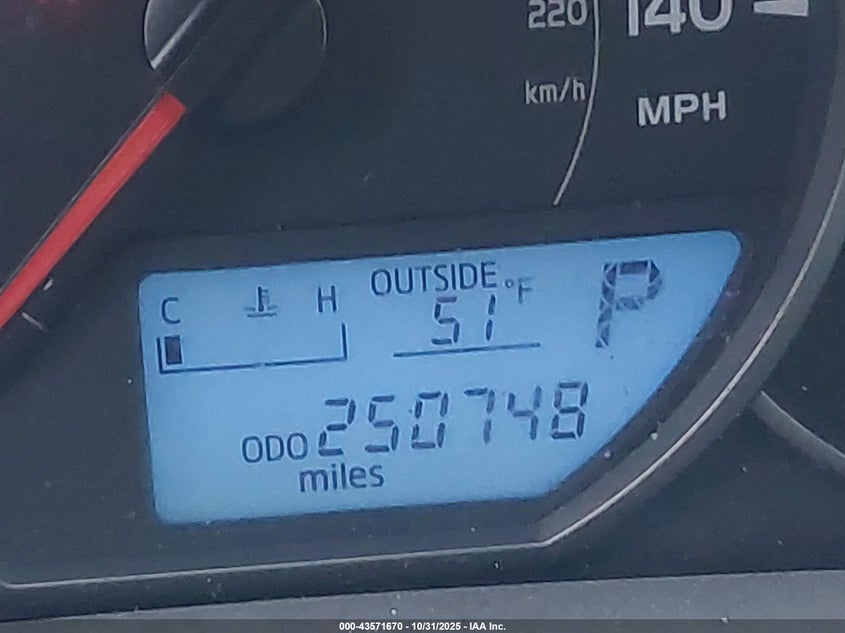 220 140
km/h MPH
OUTSIDE
C H 51 °F P
ODO 250748
miles
000-43571670 - 10/31/2025 - IAA Inc.